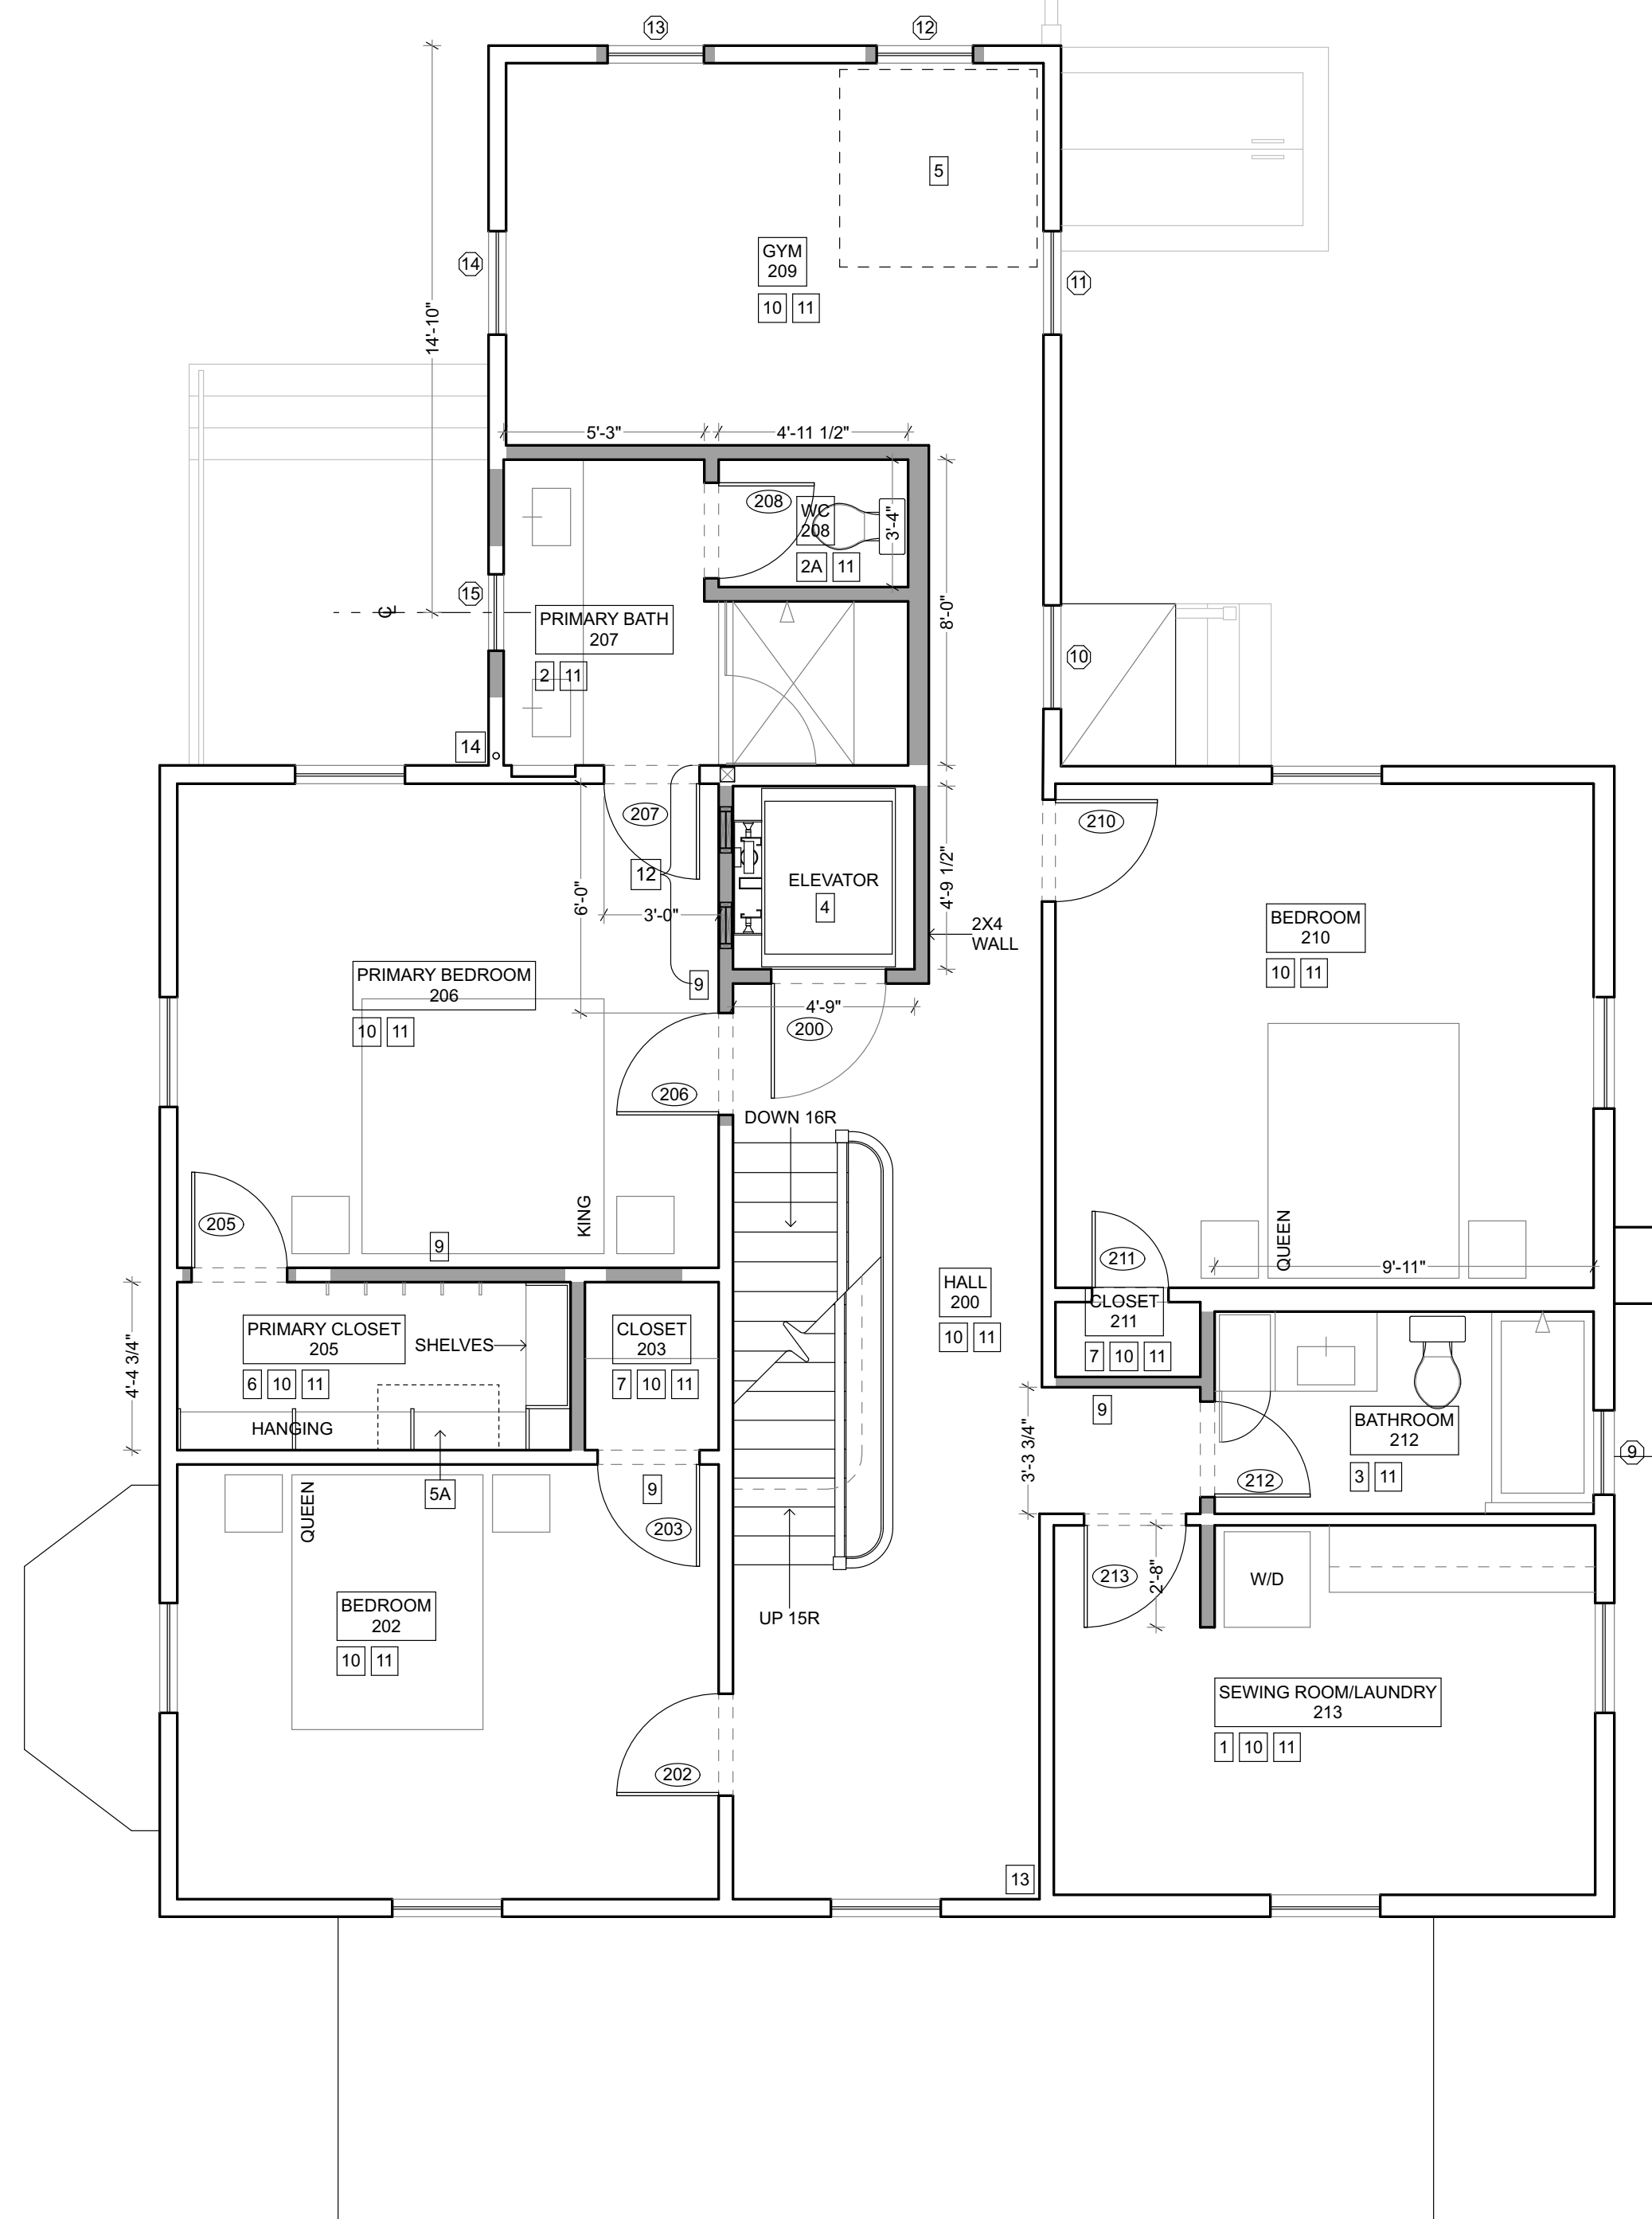 13
12
5
GYM
209
10 11
14
11
14'-10"
5'-3"
4'-11 1/2"
208
WC
208
2A 11
3'-4"
15
PRIMARY BATH
207
2 11
8'-0"
10
14
207
12
6'-0"
3'-0"
ELEVATOR
4
4'-9 1/2"
2X4
WALL
210
BEDROOM
210
10 11
PRIMARY BEDROOM
206
10 11
9
4'-9"
200
206
DOWN 16R
205
KING
9
211
QUEEN
9'-11"
HALL
200
10 11
CLOSET
211
7 10 11
4'-4 3/4"
PRIMARY CLOSET
205
6 10 11
SHELVES
HANGING
CLOSET
203
7 10 11
9
3'-3 3/4"
BATHROOM
212
3 11
9
212
5A
QUEEN
9
203
213
2'-8"
W/D
BEDROOM
202
10 11
UP 15R
SEWING ROOM/LAUNDRY
213
1 10 11
202
13